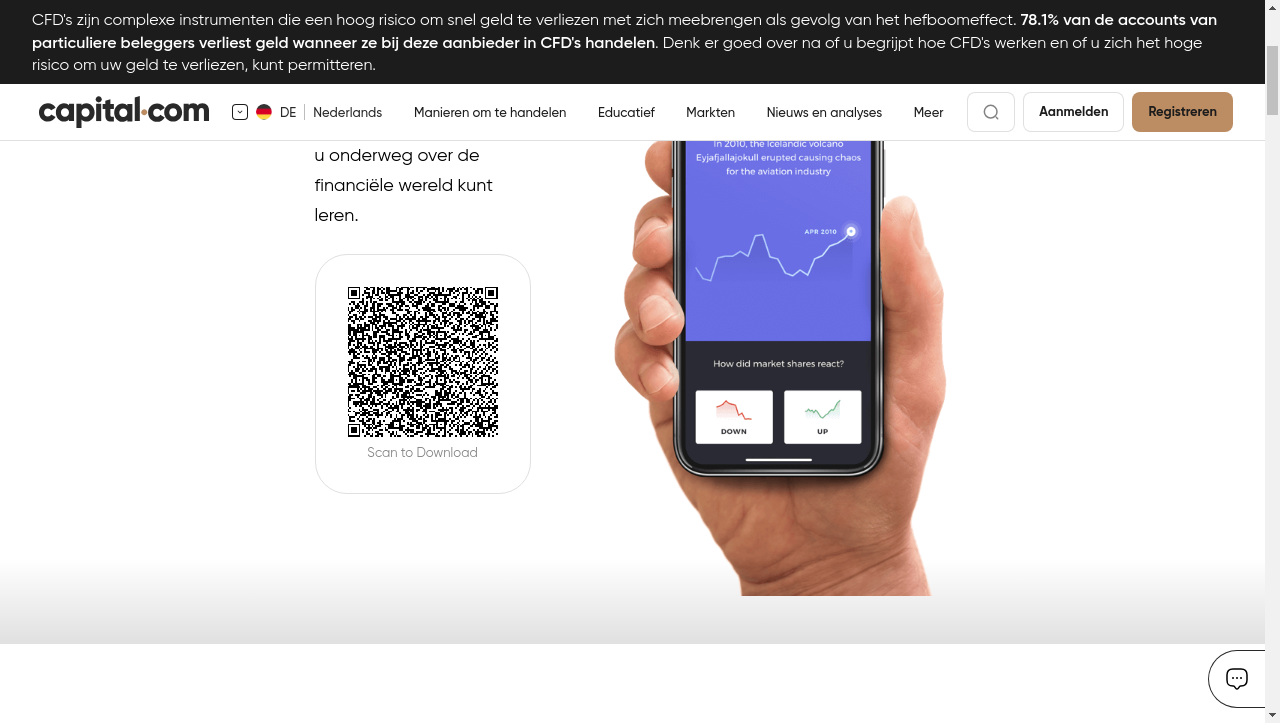 CFD's zijn complexe instrumenten die een hoog risico om snel geld te verliezen met zich meebrengen als gevolg van het hefboomeffect. 78.1% van de accounts van
particuliere beleggers verliest geld wanneer ze bij deze aanbieder in CFD's handelen. Denk er goed over na of u begrijpt hoe CFD's werken en of u zich het hoge
risico om uw geld te verliezen, kunt permitteren.
capital.com DE Nederlands Manieren om te handelen Educatief Markten Nieuws en analyses Meer Aanmelden Registreren
u onderweg over de
financiële wereld kunt
leren.
Scan to Download
In 2010, the Icelandic volcano
Eyjafjallajokull erupted causing chaos
for the aviation industry
APR 2010
How did market shares react?
DOWN UP